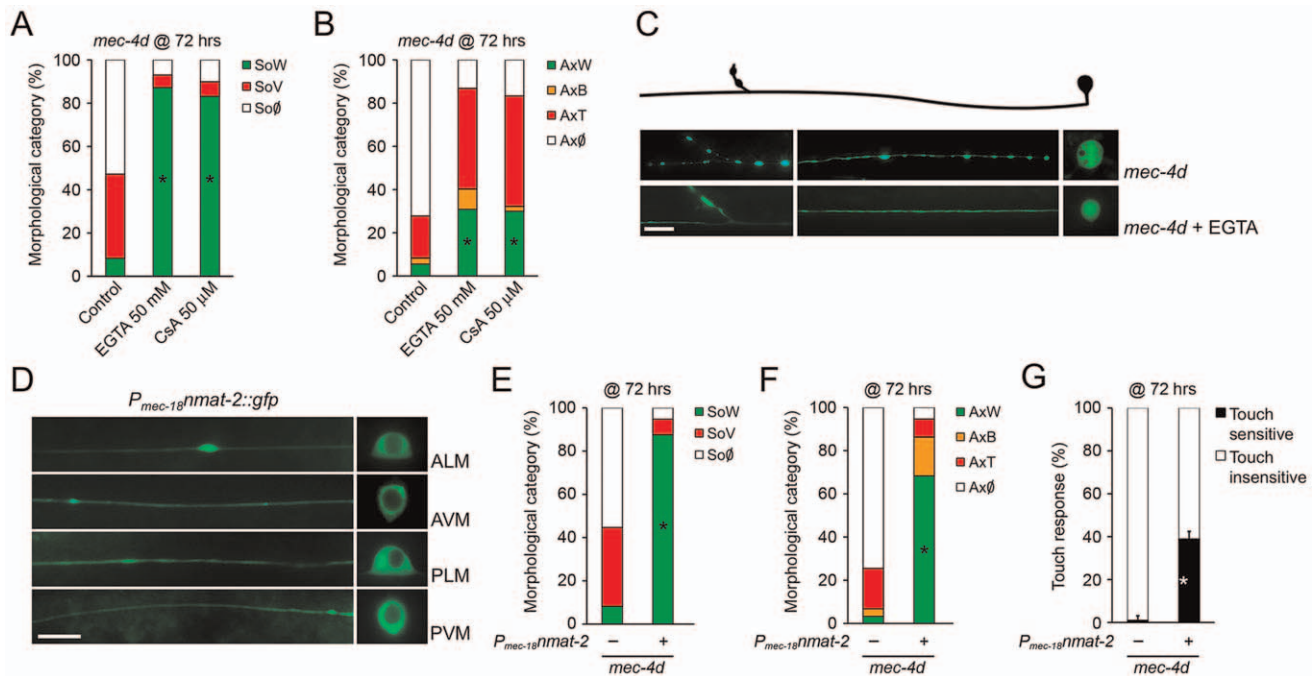 A
mec-4d @ 72 hrs
Morphological category (%)
100
80
60
40
20
0
SoW
SoV
SoØ
*
*
Control
EGTA 50 mM
CsA 50 µM
B
mec-4d @ 72 hrs
Morphological category (%)
100
80
60
40
20
0
AxW
AxB
AxT
AxØ
*
*
Control
EGTA 50 mM
CsA 50 µM
C
mec-4d
mec-4d + EGTA
D
Pmec-18nmat-2::gfp
ALM
AVM
PLM
PVM
E
@ 72 hrs
Morphological category (%)
100
80
60
40
20
0
SoW
SoV
SoØ
*
Pmec-18nmat-2 – +
mec-4d
F
@ 72 hrs
Morphological category (%)
100
80
60
40
20
0
AxW
AxB
AxT
AxØ
*
Pmec-18nmat-2 – +
mec-4d
G
@ 72 hrs
Touch response (%)
100
80
60
40
20
0
Touch
sensitive
Touch
insensitive
*
Pmec-18nmat-2 – +
mec-4d